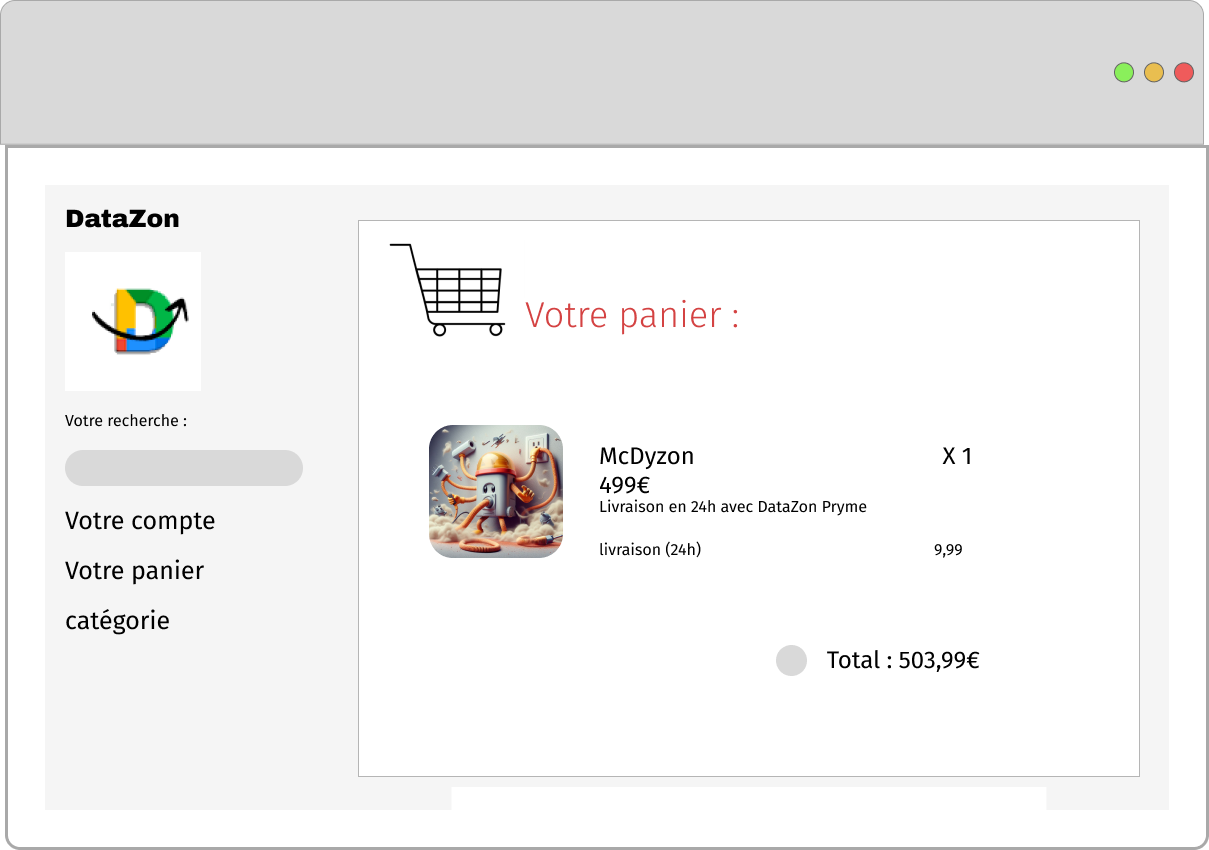 DataZon
Votre recherche :
Votre compte
Votre panier
catégorie
Votre panier :
McDyzon X 1
499€
Livraison en 24h avec DataZon Pryme
livraison (24h) 9,99
Total : 503,99€